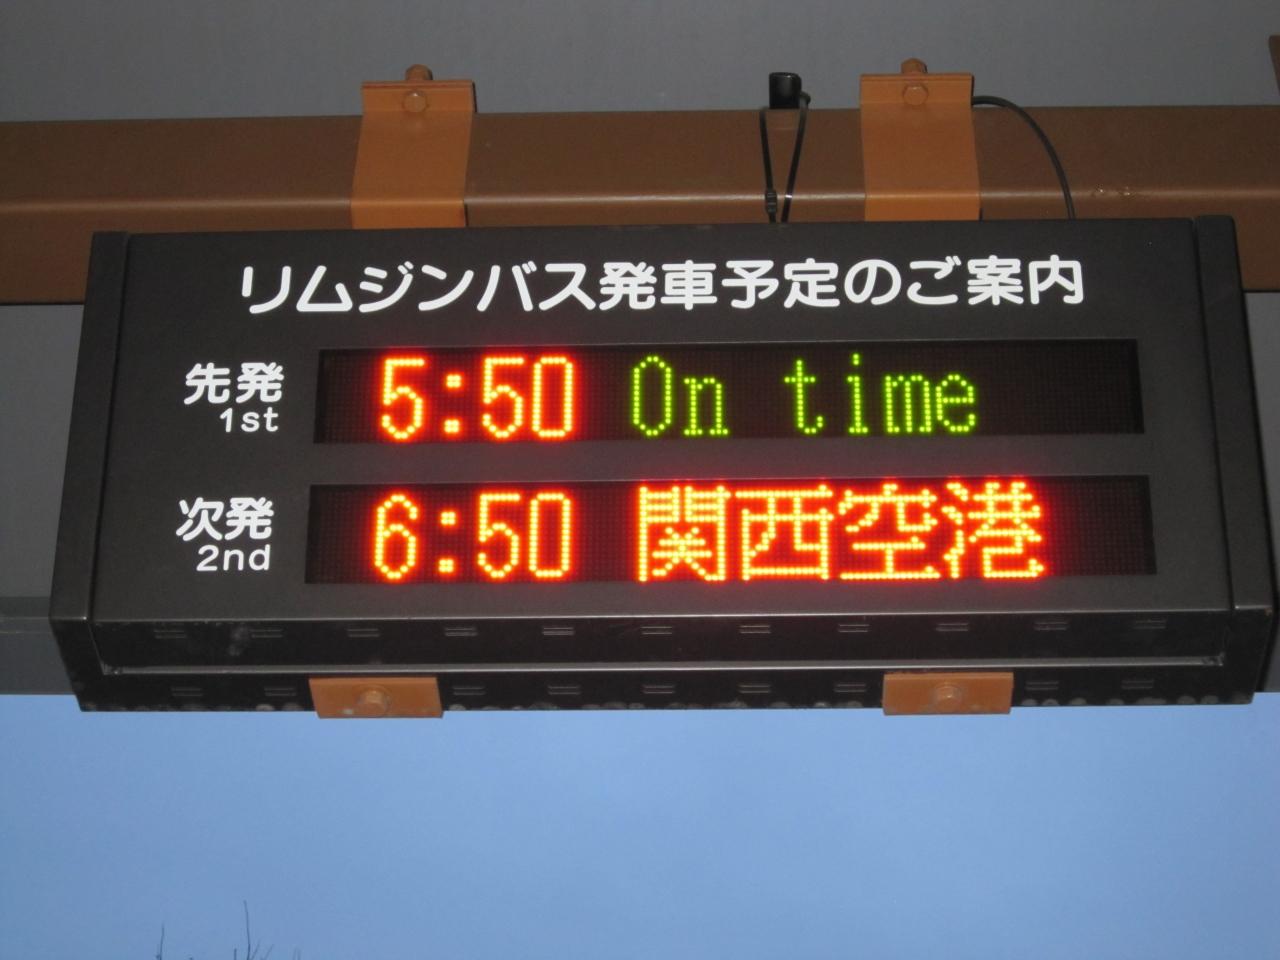 リムジンバス発車予定のご案内
先発 5:50 On time
1st
次発 6:50 関西空港
2nd